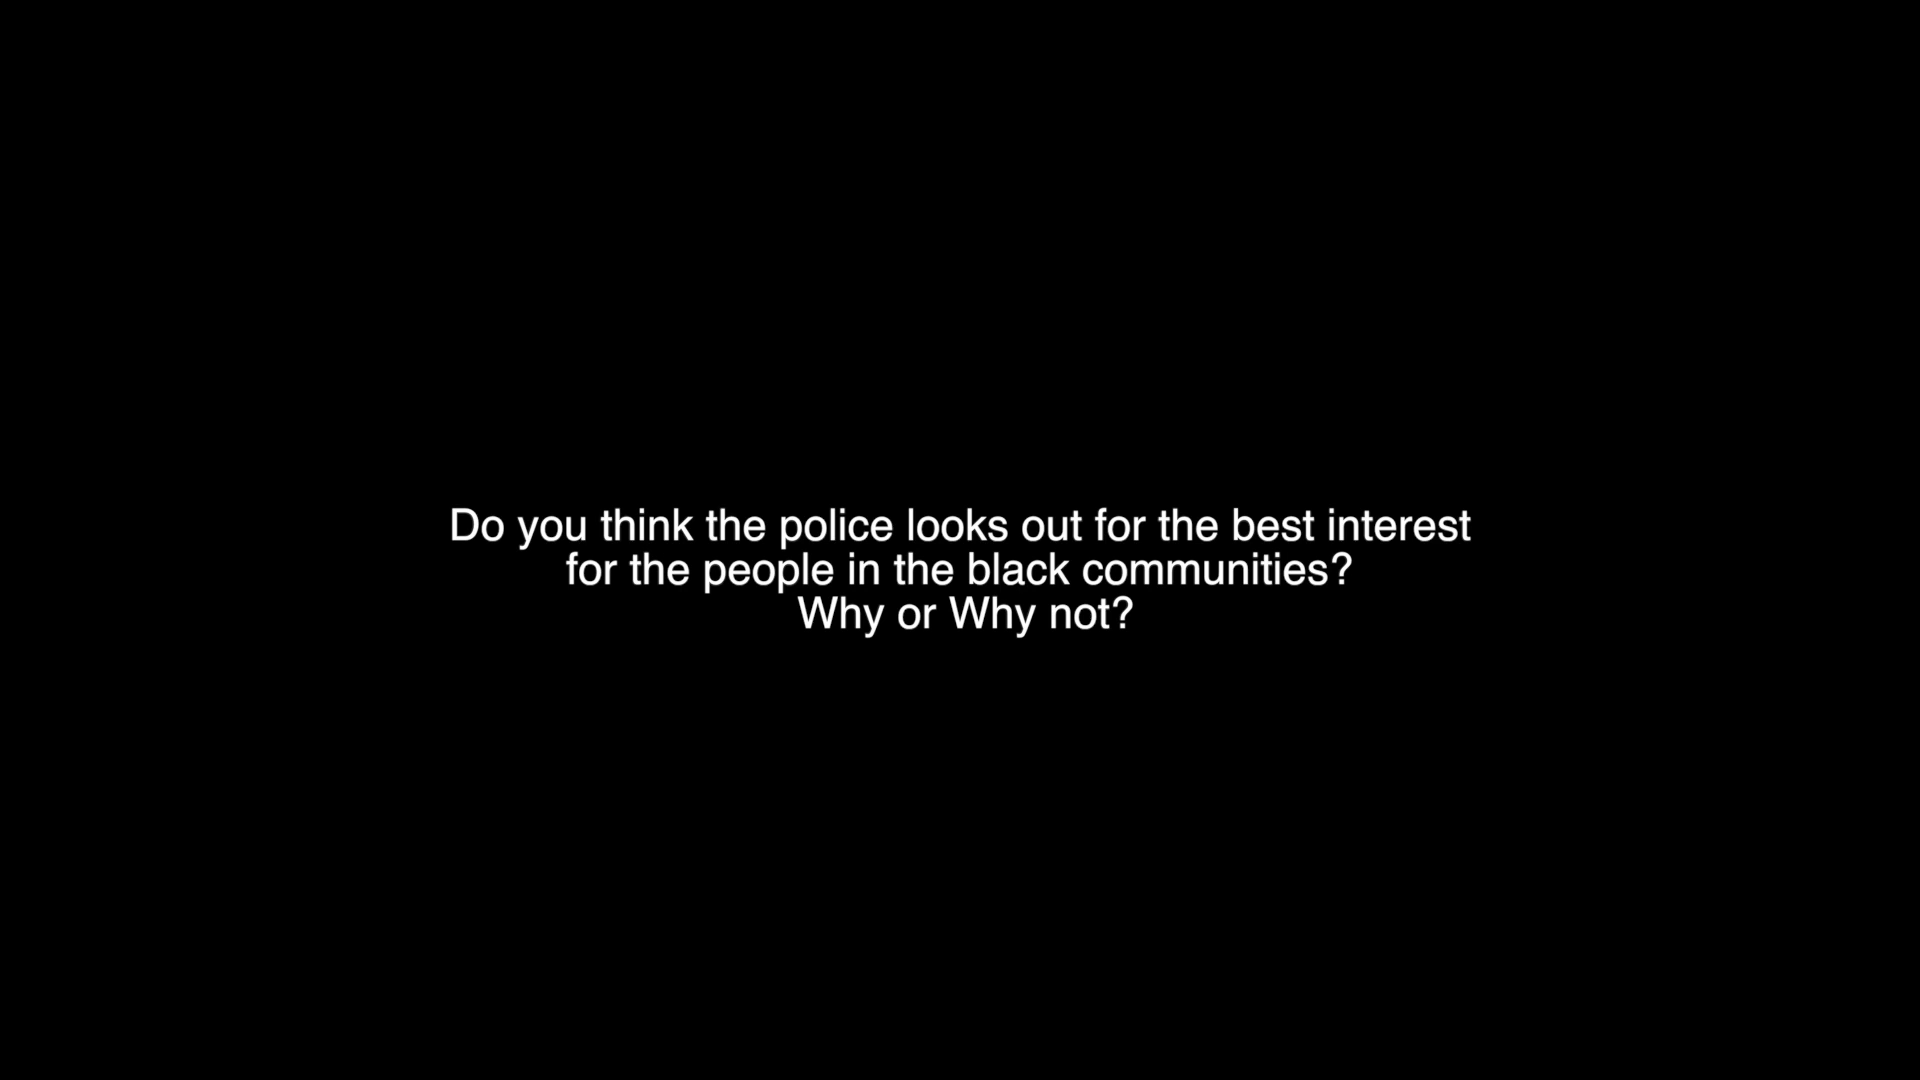 Do you think the police looks out for the best interest
for the people in the black communities?
Why or Why not?